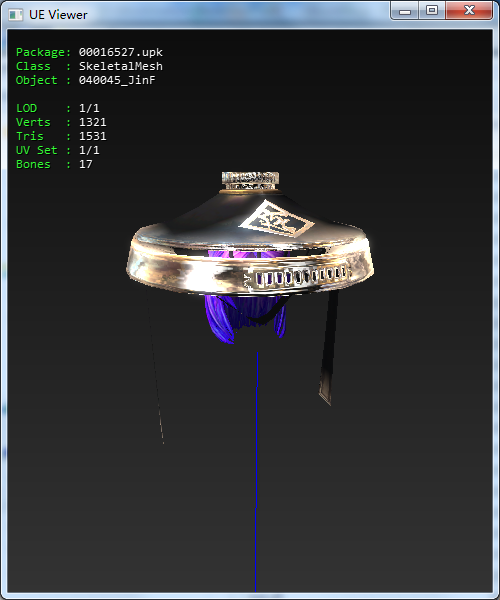 UE Viewer
Package: 00016527.upk
Class : SkeletalMesh
Object : 040045_JinF
LOD : 1/1
Verts : 1321
Tris : 1531
UV Set : 1/1
Bones : 17